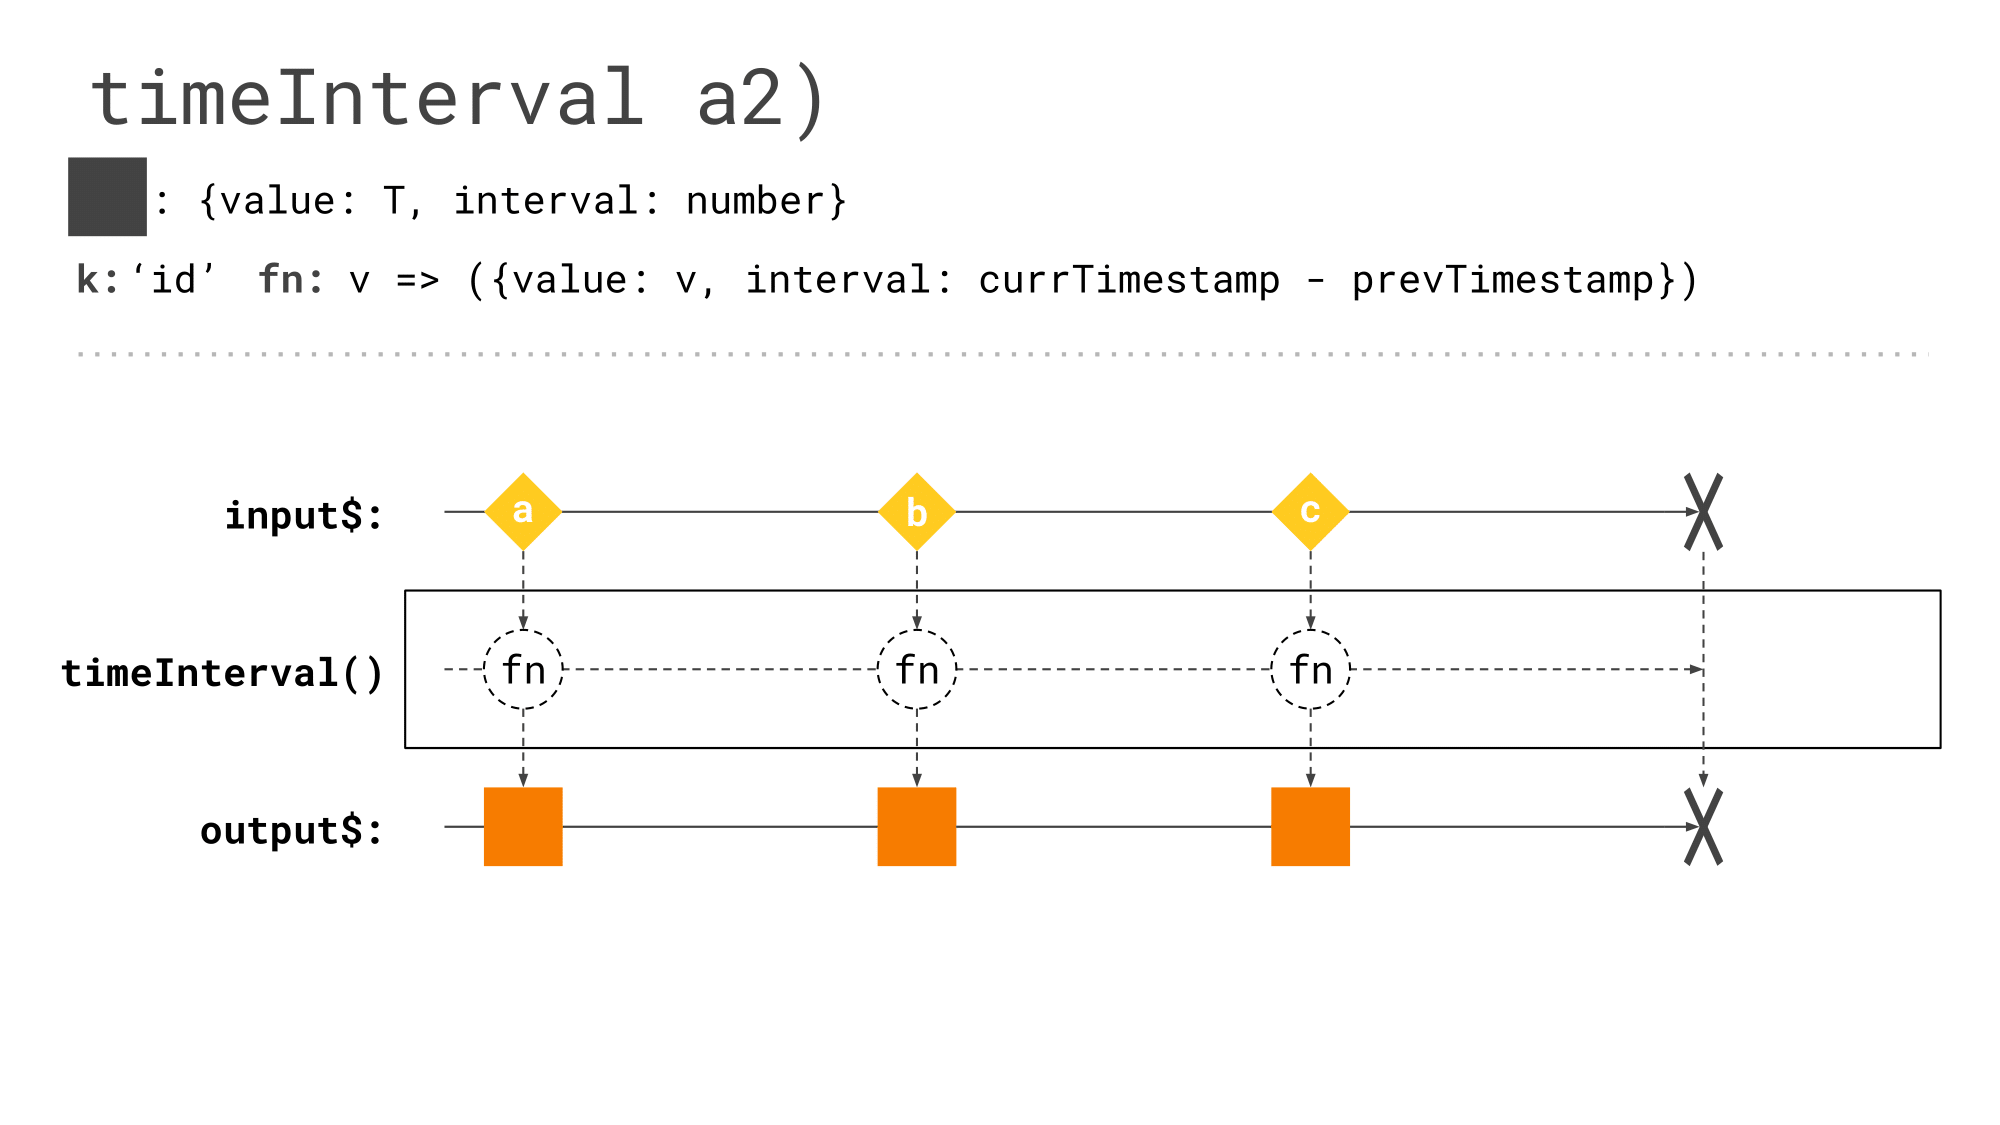 timeInterval a2)
: {value: T, interval: number}
k:‘id’ fn: v => ({value: v, interval: currTimestamp - prevTimestamp})
input$: a b c
timeInterval() fn fn fn
output$: